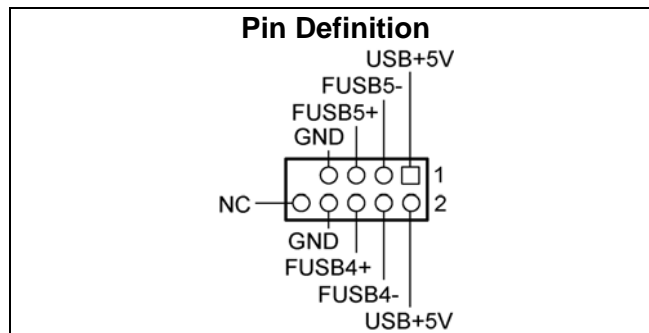 Pin Definition
USB+5V
FUSB5-
FUSB5+
GND
1
NC
2
GND
FUSB4+
FUSB4-
USB+5V